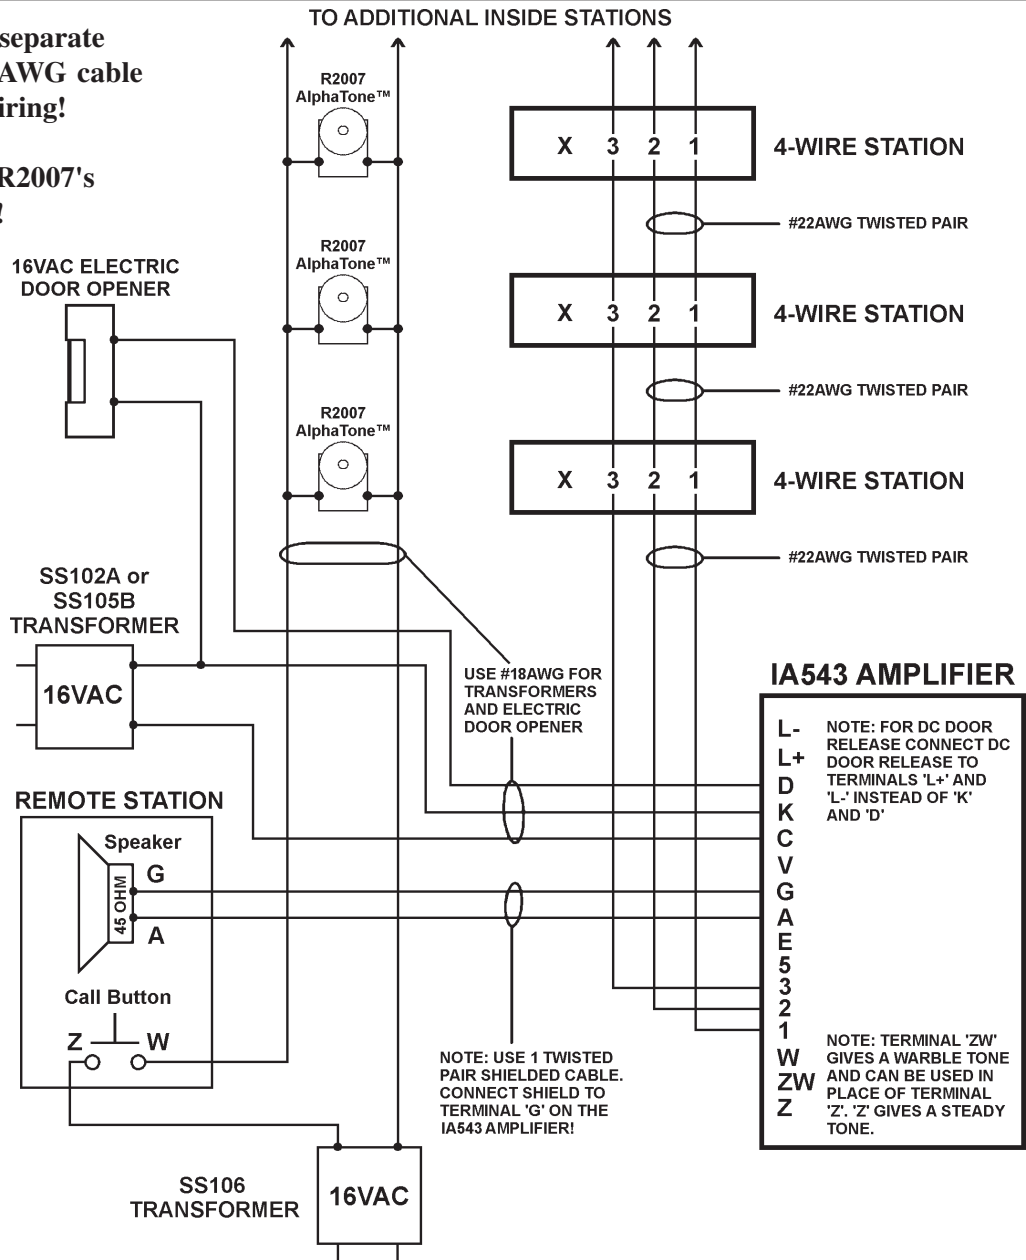 TO ADDITIONAL INSIDE STATIONS
separate
AWG cable
iring!
R2007's
!
R2007
AlphaTone™
X 3 2 1
4-WIRE STATION
#22AWG TWISTED PAIR
16VAC ELECTRIC
DOOR OPENER
R2007
AlphaTone™
X 3 2 1
4-WIRE STATION
#22AWG TWISTED PAIR
R2007
AlphaTone™
X 3 2 1
4-WIRE STATION
#22AWG TWISTED PAIR
SS102A or
SS105B
TRANSFORMER
16VAC
USE #18AWG FOR
TRANSFORMERS
AND ELECTRIC
DOOR OPENER
IA543 AMPLIFIER
L-
L+
D
K
C
V
G
A
E
5
3
2
1
W
ZW
Z
NOTE: FOR DC DOOR
RELEASE CONNECT DC
DOOR RELEASE TO
TERMINALS 'L+' AND
'L-' INSTEAD OF 'K'
AND 'D'
NOTE: TERMINAL 'ZW'
GIVES A WARBLE TONE
AND CAN BE USED IN
PLACE OF TERMINAL
'Z'. 'Z' GIVES A STEADY
TONE.
REMOTE STATION
Speaker
G
45 OHM
A
Call Button
Z W
NOTE: USE 1 TWISTED
PAIR SHIELDED CABLE.
CONNECT SHIELD TO
TERMINAL 'G' ON THE
IA543 AMPLIFIER!
SS106
TRANSFORMER
16VAC